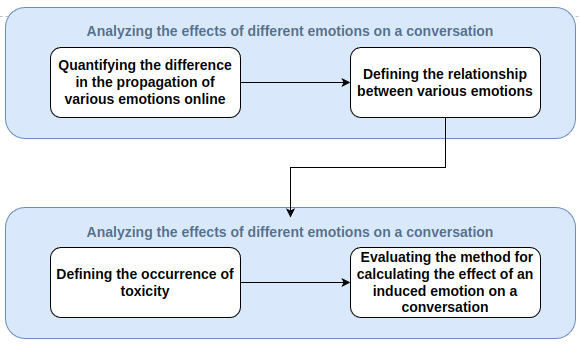 Analyzing the effects of different emotions on a conversation
Quantifying the difference
in the propagation of
various emotions online
Defining the relationship
between various emotions
Analyzing the effects of different emotions on a conversation
Defining the occurrence of
toxicity
Evaluating the method for
calculating the effect of an
induced emotion on a
conversation